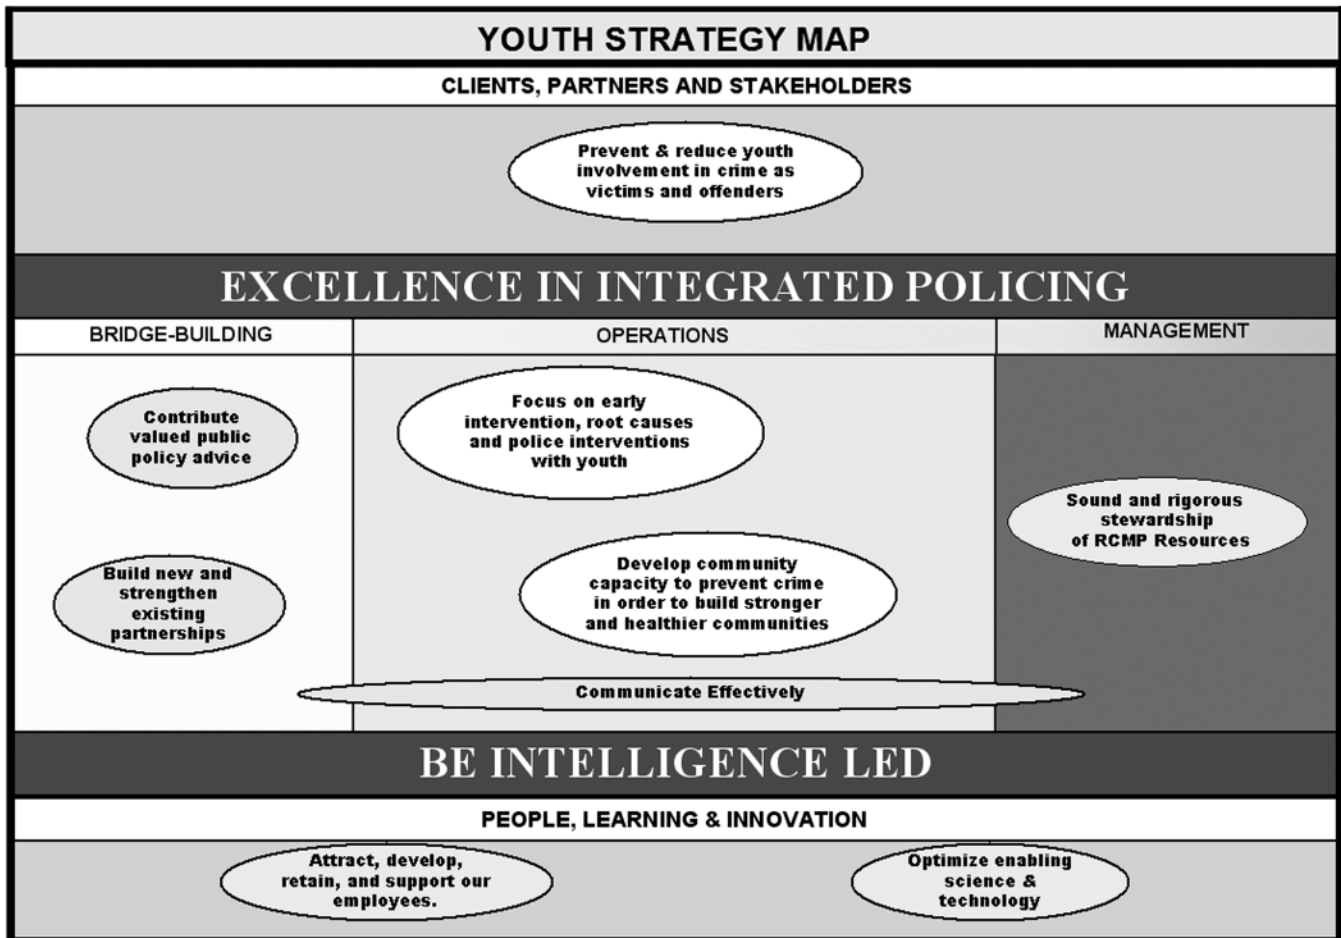 YOUTH STRATEGY MAP
CLIENTS, PARTNERS AND STAKEHOLDERS
Prevent & reduce youth
involvement in crime as
victims and offenders
EXCELLENCE IN INTEGRATED POLICING
BRIDGE-BUILDING
OPERATIONS
MANAGEMENT
Contribute
valued public
policy advice
Build new and
strengthen
existing
partnerships
Focus on early
intervention, root causes
and police interventions
with youth
Develop community
capacity to prevent crime
in order to build stronger
and healthier communities
Sound and rigorous
stewardship
of RCMP Resources
Communicate Effectively
BE INTELLIGENCE LED
PEOPLE, LEARNING & INNOVATION
Attract, develop,
retain, and support our
employees.
Optimize enabling
science &
technology